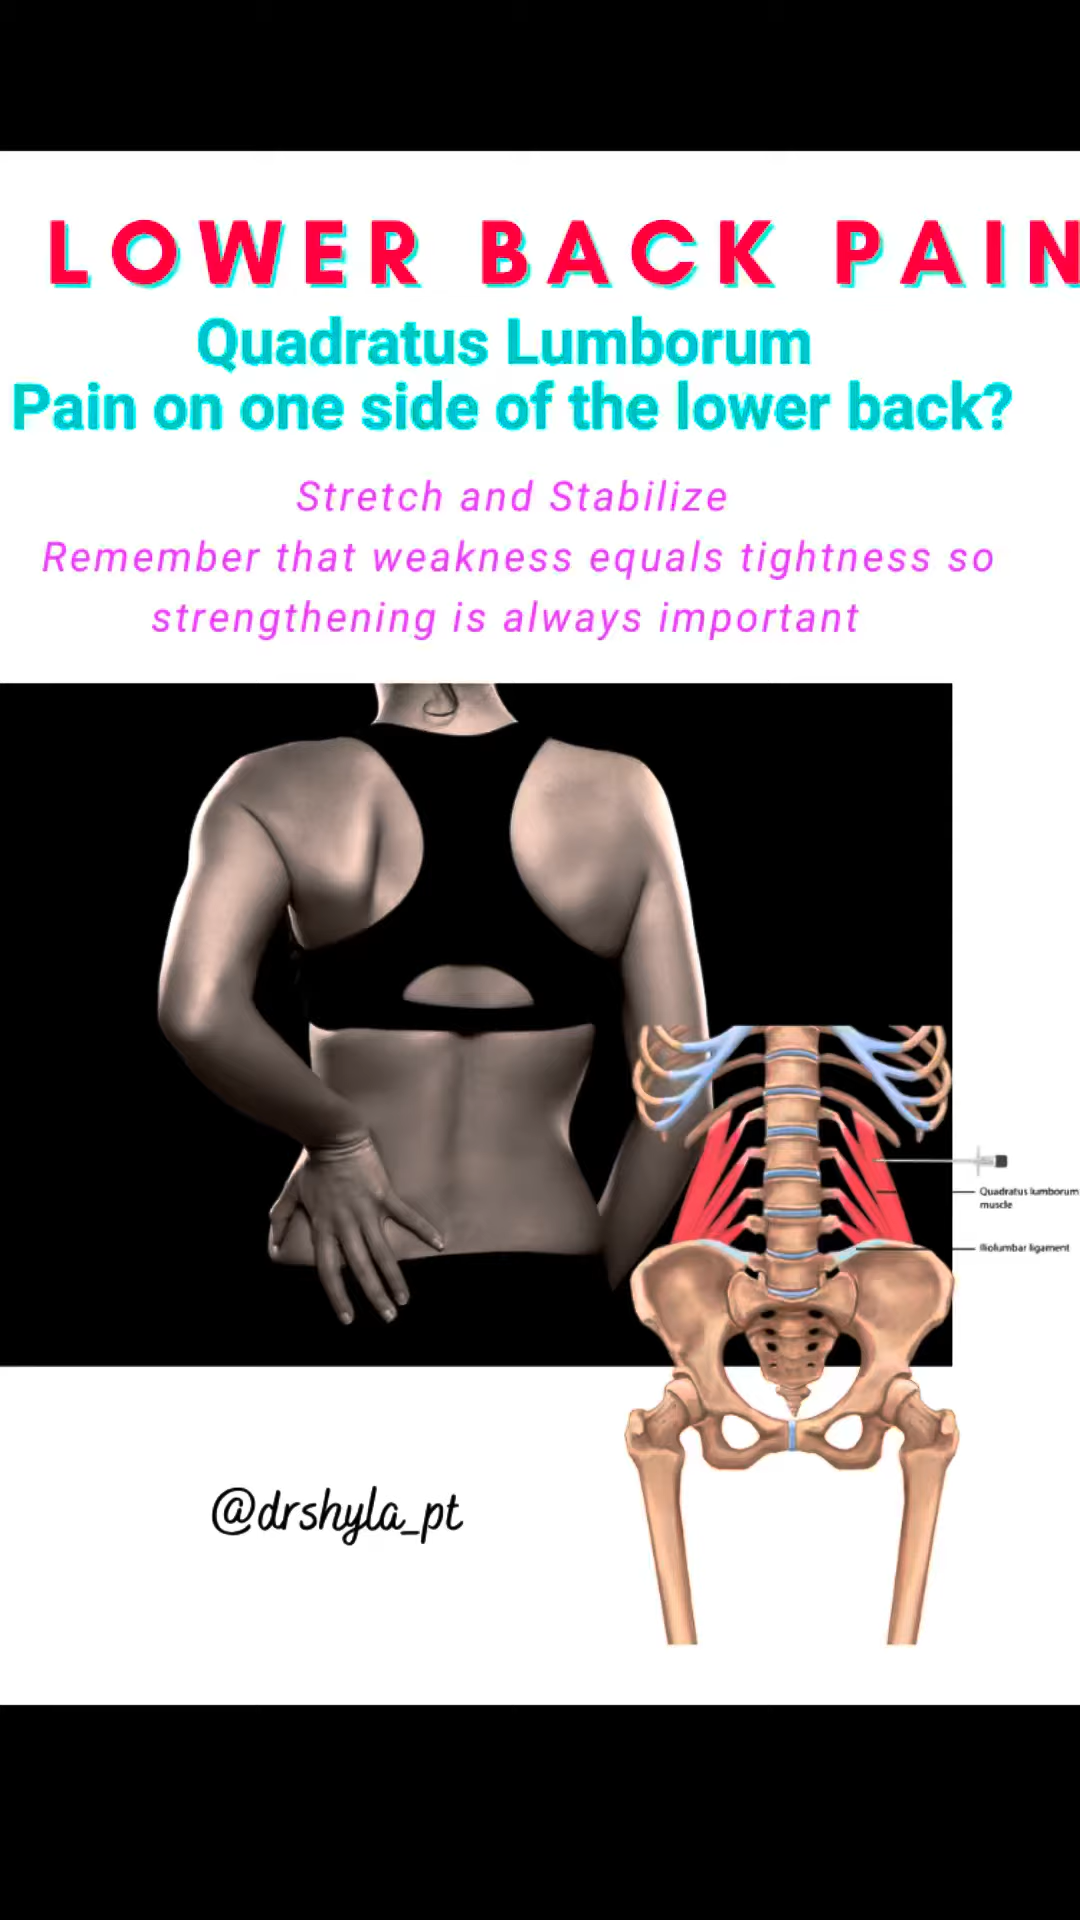 LOWER BACK PAIN
Quadratus Lumborum
Pain on one side of the lower back?
Stretch and Stabilize
Remember that weakness equals tightness so
strengthening is always important
Quadratus lumborum
muscle
Iliolumbar ligament
@drshyla_pt